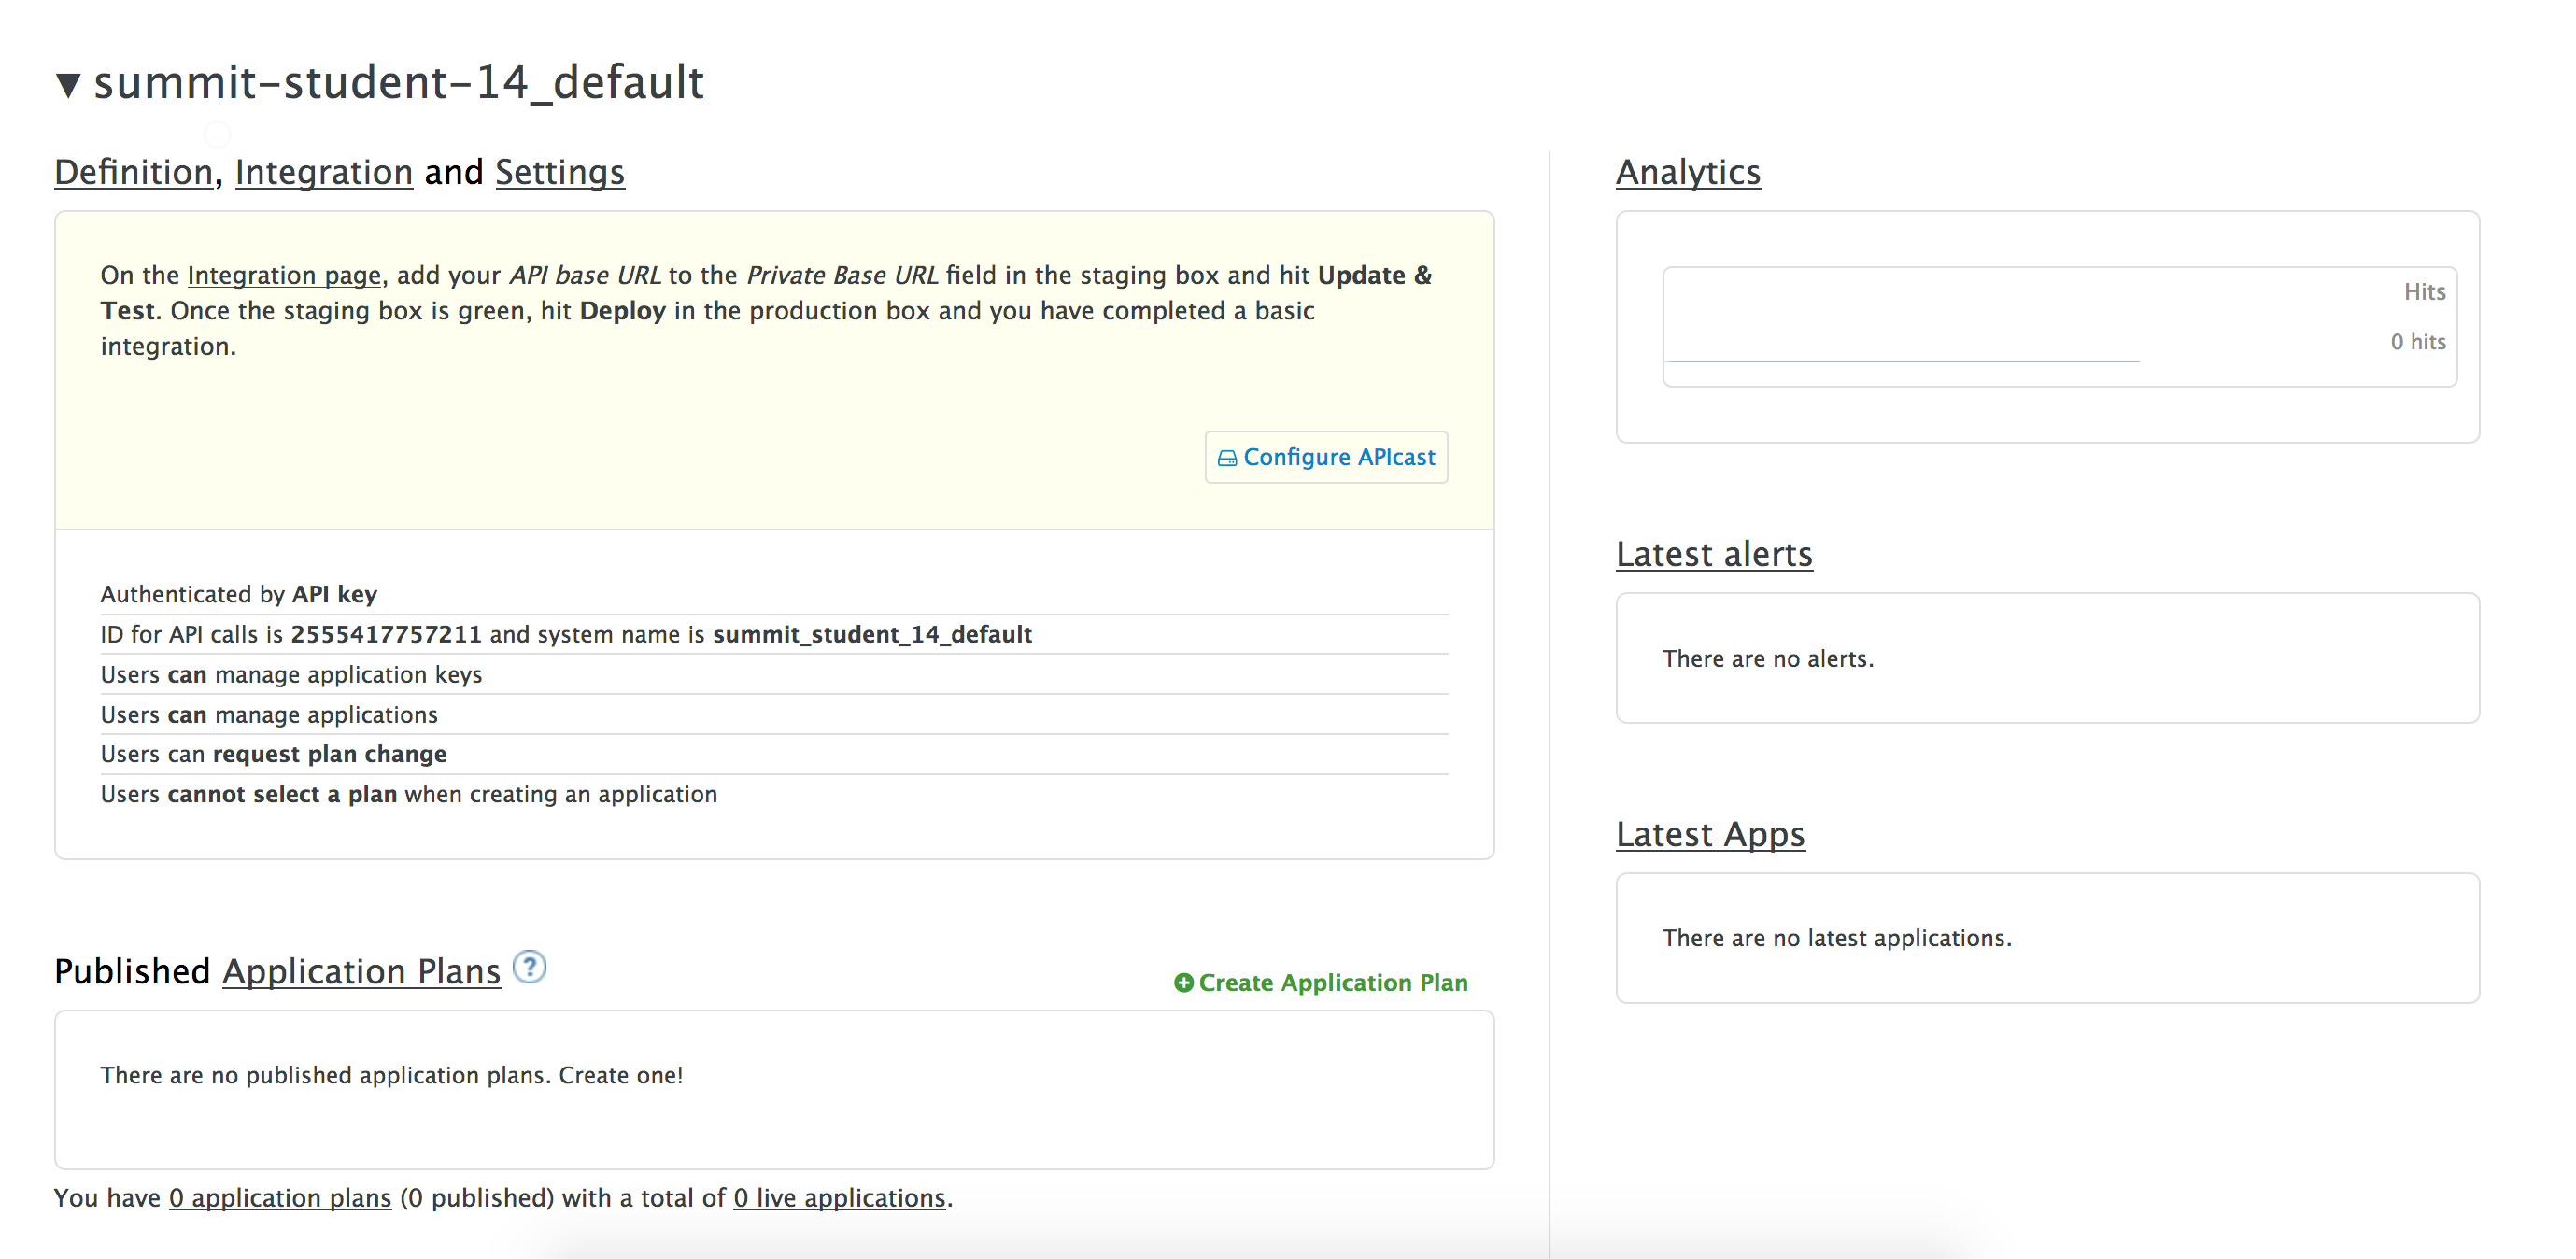 ▼ summit-student-14_default
Definition, Integration and Settings
On the Integration page, add your API base URL to the Private Base URL field in the staging box and hit Update &
Test. Once the staging box is green, hit Deploy in the production box and you have completed a basic
integration.
Configure APIcast
Authenticated by API key
ID for API calls is 2555417757211 and system name is summit_student_14_default
Users can manage application keys
Users can manage applications
Users can request plan change
Users cannot select a plan when creating an application
Published Application Plans ?
Create Application Plan
There are no published application plans. Create one!
You have 0 application plans (0 published) with a total of 0 live applications.
Analytics
Hits
0 hits
Latest alerts
There are no alerts.
Latest Apps
There are no latest applications.